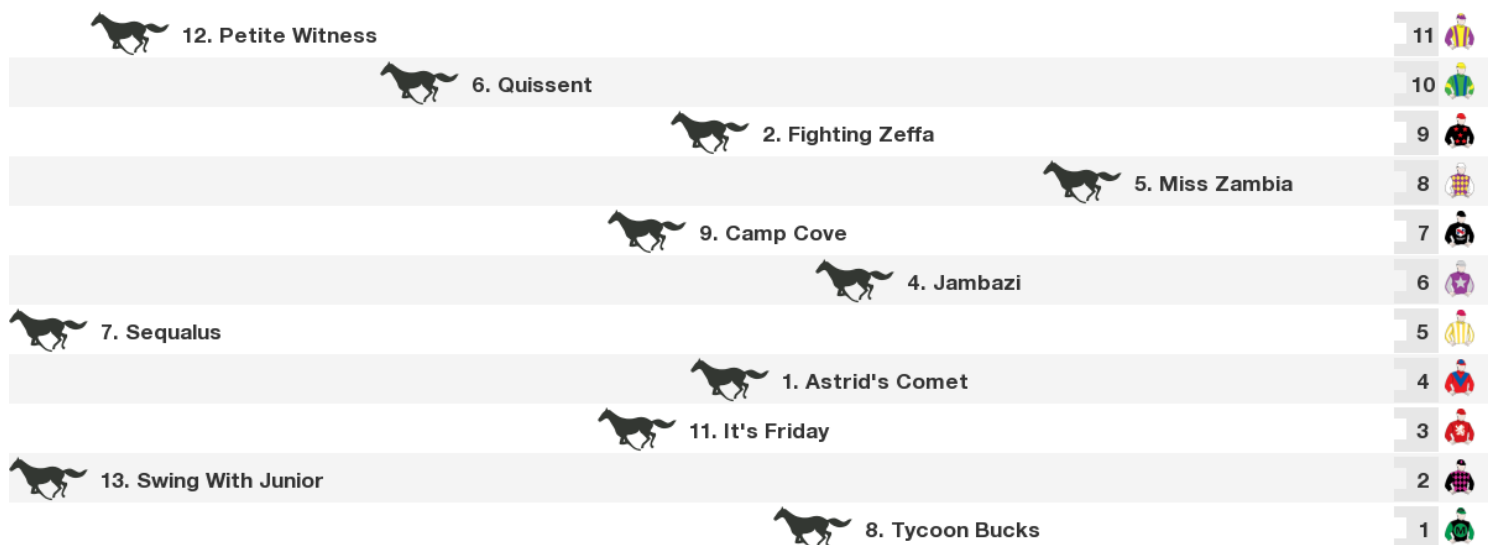 12. Petite Witness 11
6. Quissent 10
2. Fighting Zeffa 9
5. Miss Zambia 8
9. Camp Cove 7
4. Jambazi 6
7. Sequalus 5
1. Astrid's Comet 4
11. It's Friday 3
13. Swing With Junior 2
8. Tycoon Bucks 1